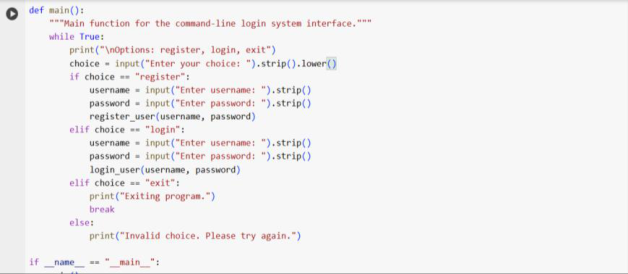 def main():
    """Main function for the command-line login system interface."""
    while True:
        print("\nOptions: register, login, exit")
        choice = input("Enter your choice: ").strip().lower()
        if choice == "register":
            username = input("Enter username: ").strip()
            password = input("Enter password: ").strip()
            register_user(username, password)
        elif choice == "login":
            username = input("Enter username: ").strip()
            password = input("Enter password: ").strip()
            login_user(username, password)
        elif choice == "exit":
            print("Exiting program.")
            break
        else:
            print("Invalid choice. Please try again.")
if __name__ == "__main__":